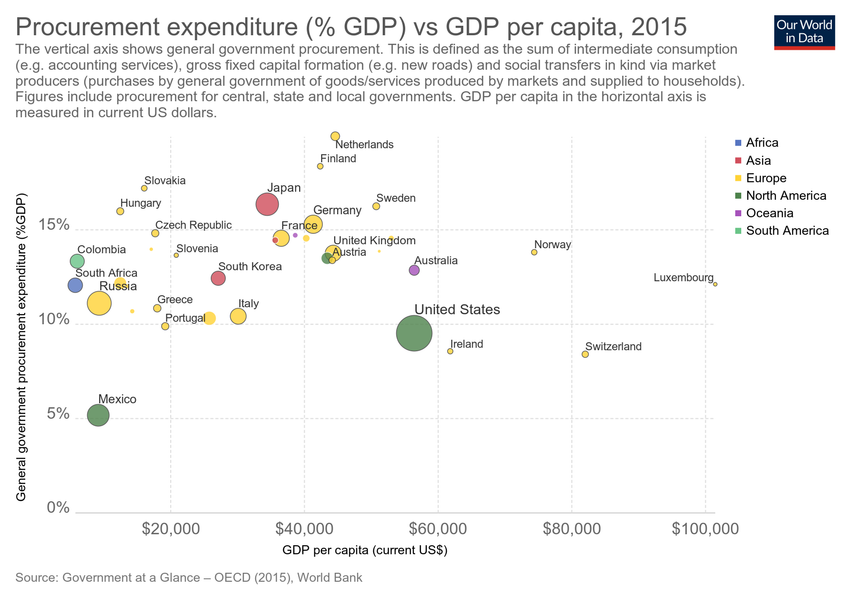 Procurement expenditure (% GDP) vs GDP per capita, 2015
Our World
in Data
The vertical axis shows general government procurement. This is defined as the sum of intermediate consumption
(e.g. accounting services), gross fixed capital formation (e.g. new roads) and social transfers in kind via market
producers (purchases by general government of goods/services produced by markets and supplied to households).
Figures include procurement for central, state and local governments. GDP per capita in the horizontal axis is
measured in current US dollars.
Africa
Asia
Europe
North America
Oceania
South America
General government procurement expenditure (%GDP)
15%
10%
5%
0%
Netherlands
Finland
Slovakia
Japan
Hungary
Sweden
Germany
Czech Republic
France
United Kingdom
Norway
Colombia
Slovenia
Austria
South Africa
South Korea
Australia
Luxembourg
Russia
Greece
Italy
United States
Portugal
Ireland
Switzerland
Mexico
$20,000
$40,000
$60,000
$80,000
$100,000
GDP per capita (current US$)
Source: Government at a Glance – OECD (2015), World Bank